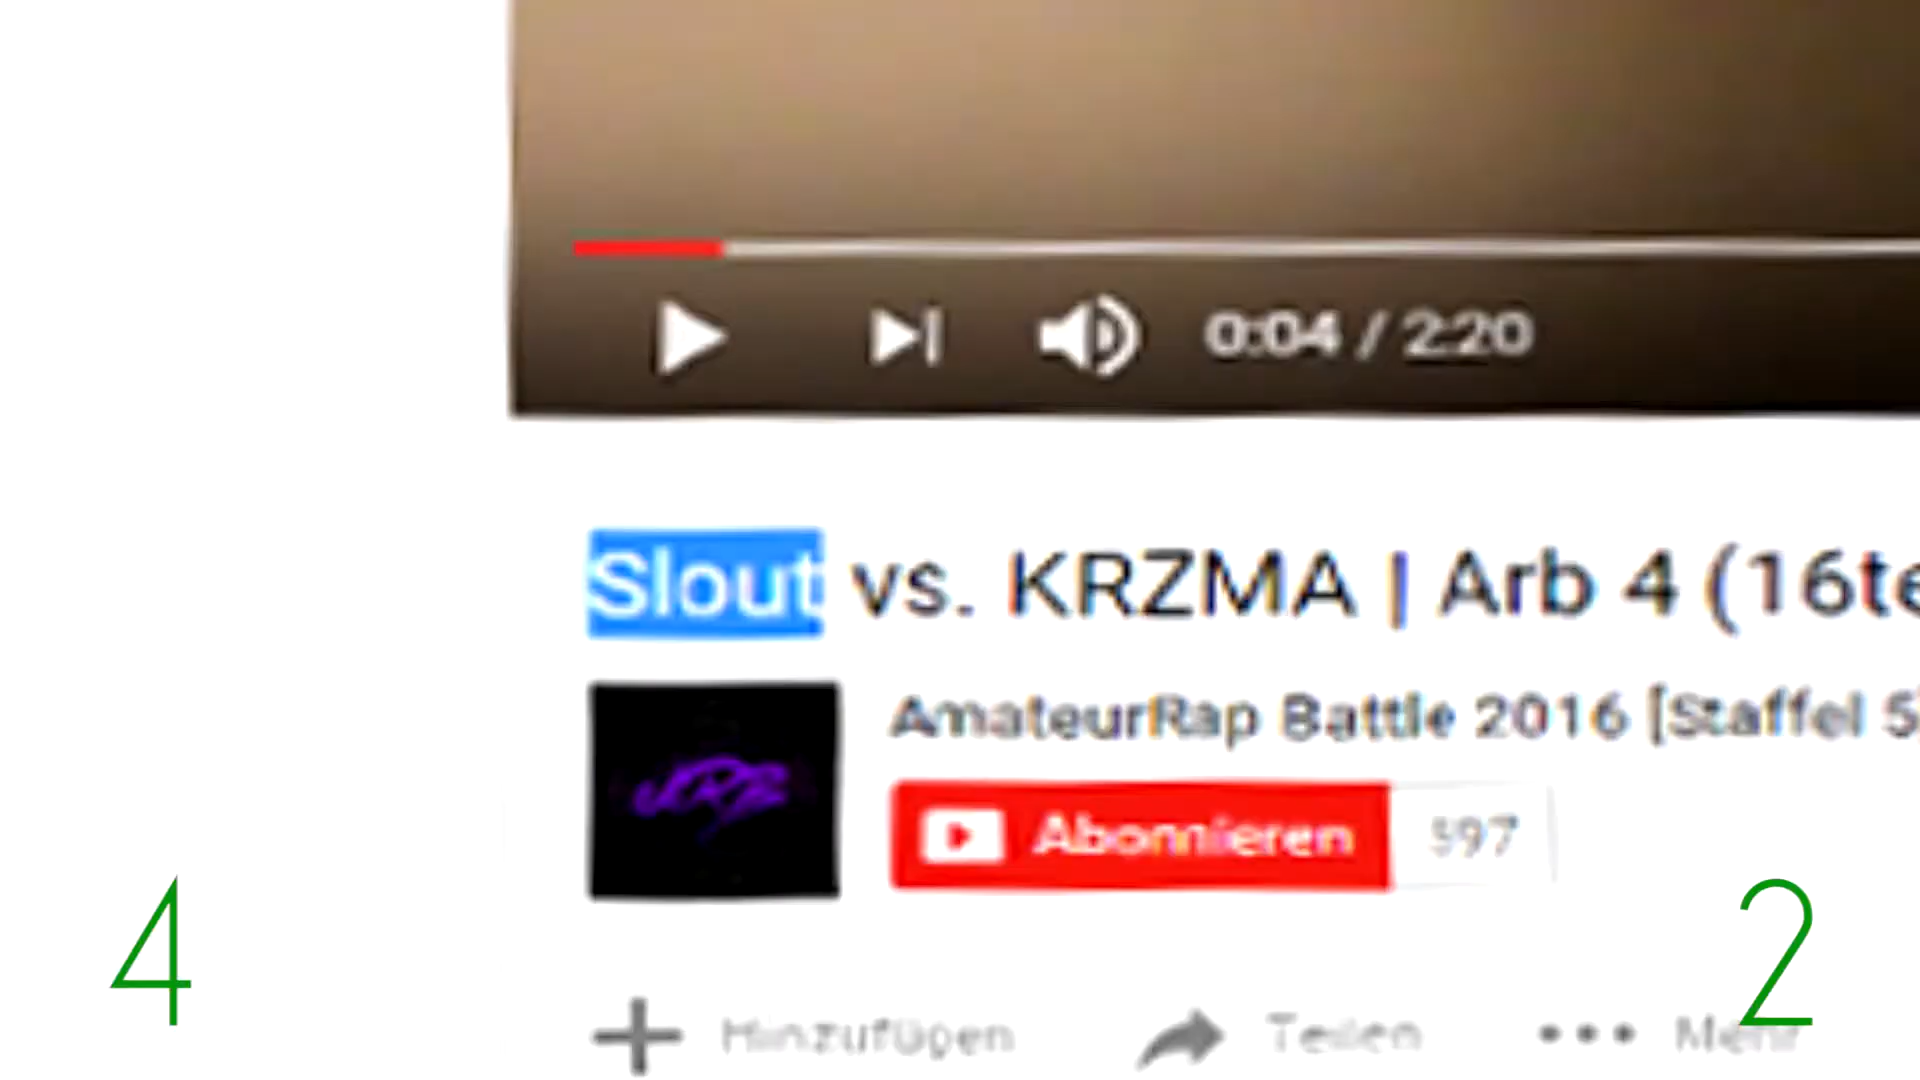 0:04 / 2:20
Slout vs. KRZMA | Arb 4 (16te
AmateurRap Battle 2016 [Staffel 5]
Abonnieren
4
2
Hinzufügen Teilen Mehr